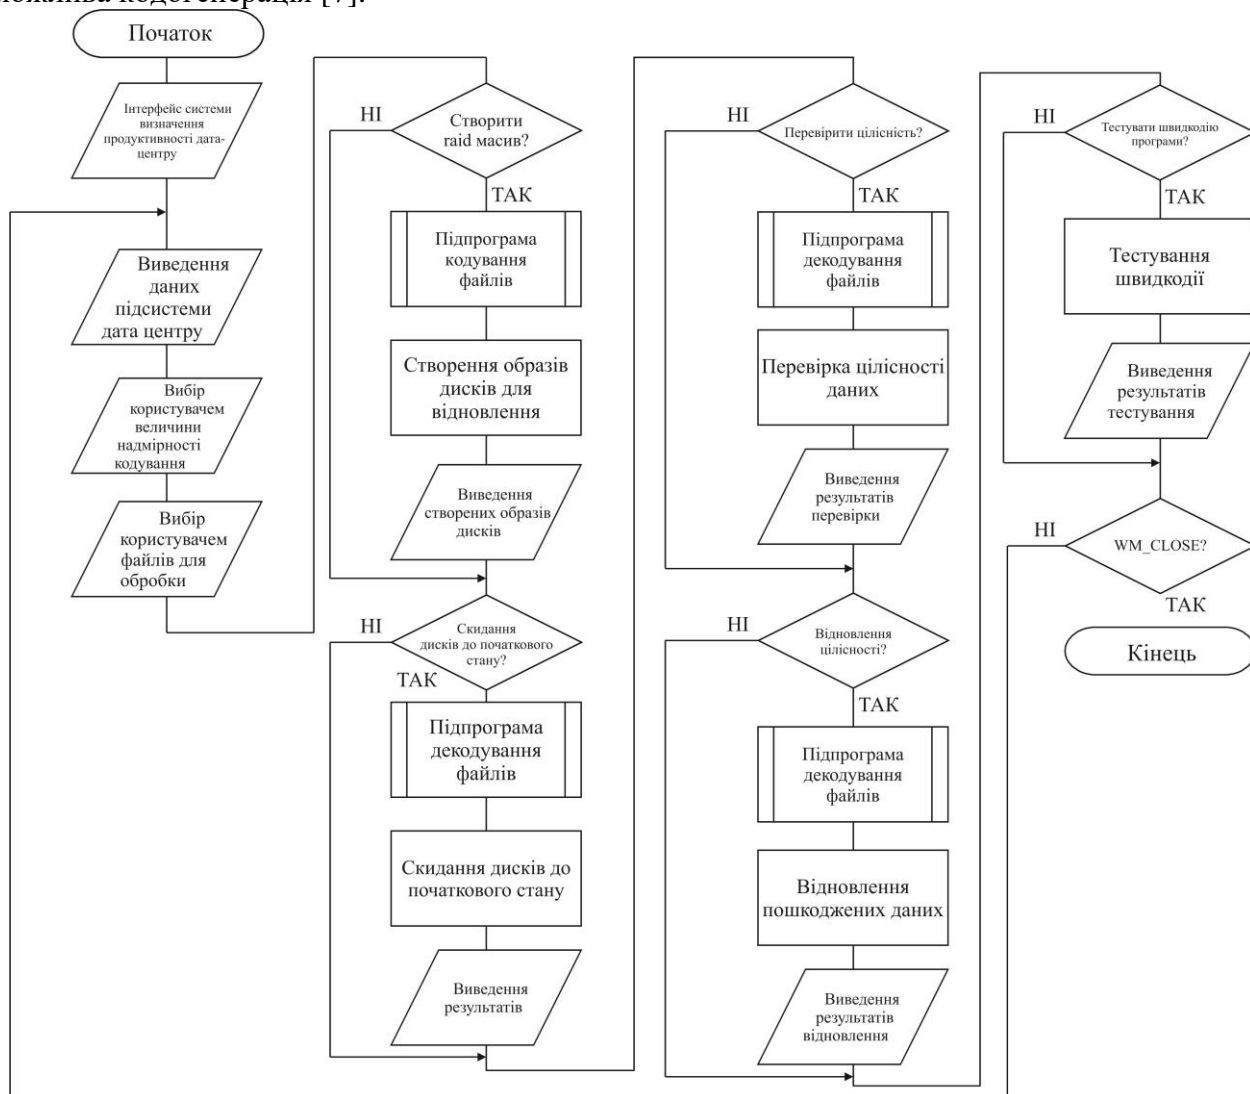 можлива кодогенерація [7].
Початок
Інтерфейс системи
визначення
продуктивності дата-
центру
Виведення
даних
підсистеми
дата центру
Вибір
користувачем
величини
надмірності
кодування
Вибір
користувачем
файлів для
обробки
НІ
Створити
raid масив?
ТАК
Підпрограма
кодування
файлів
Створення образів
дисків для
відновлення
Виведення
створених образів
дисків
НІ
Скидання
дисків до початкового
стану?
ТАК
Підпрограма
декодування
файлів
Скидання дисків до
початкового стану
Виведення
результатів
НІ
Перевірити цілісність?
ТАК
Підпрограма
декодування
файлів
Перевірка цілісності
даних
Виведення
результатів
перевірки
НІ
Відновлення
цілісності?
ТАК
Підпрограма
декодування
файлів
Відновлення
пошкоджених даних
Виведення
результатів
відновлення
НІ
Тестувати швидкодію
програми?
ТАК
Тестування
швидкодії
Виведення
результатів
тестування
НІ
WM_CLOSE?
ТАК
Кінець